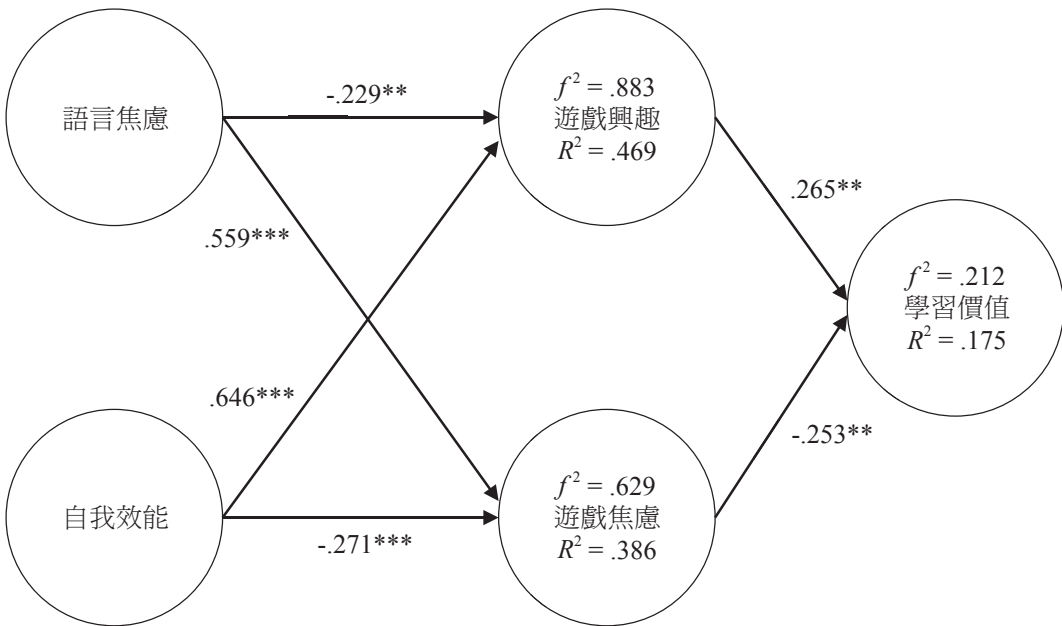 語言焦慮
-.229**
f² = .883
遊戲興趣
R² = .469
.559***
.265**
f² = .212
學習價值
R² = .175
.646***
-.253**
自我效能
-.271***
f² = .629
遊戲焦慮
R² = .386